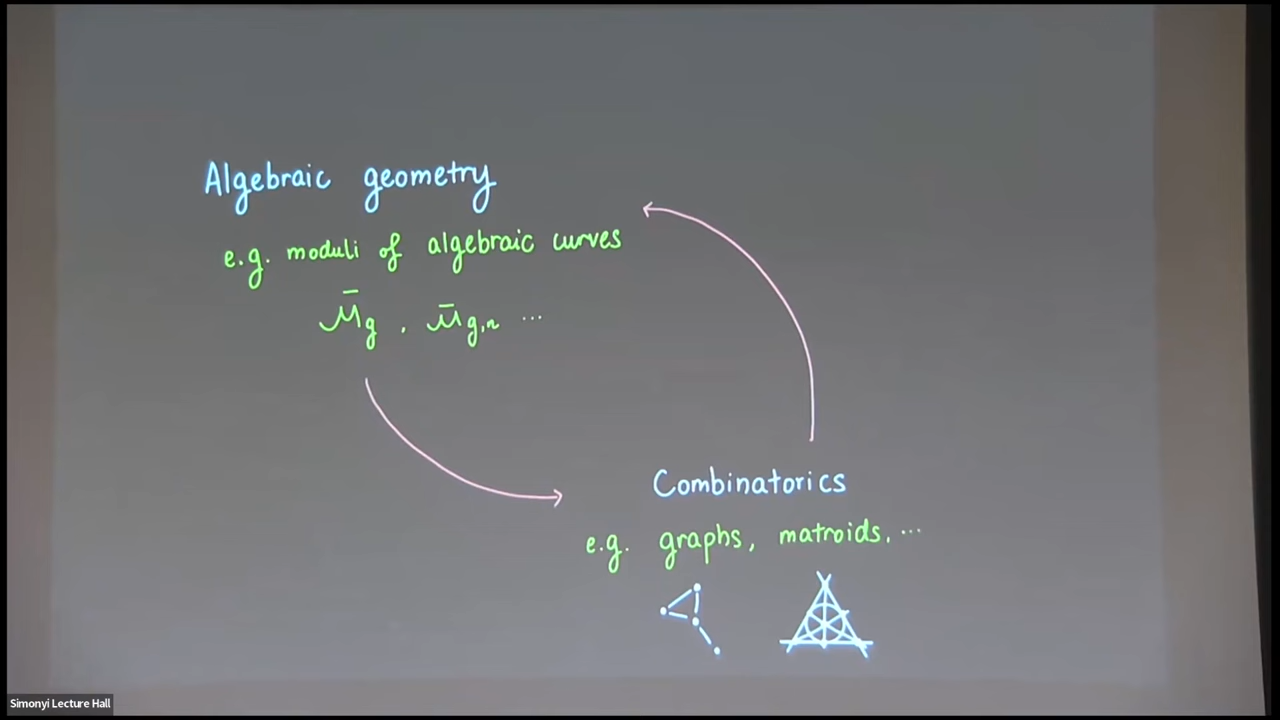 Algebraic geometry
e.g. moduli of algebraic curves
M̄g , M̄g,n ...
Combinatorics
e.g. graphs, matroids, ...
Simonyi Lecture Hall